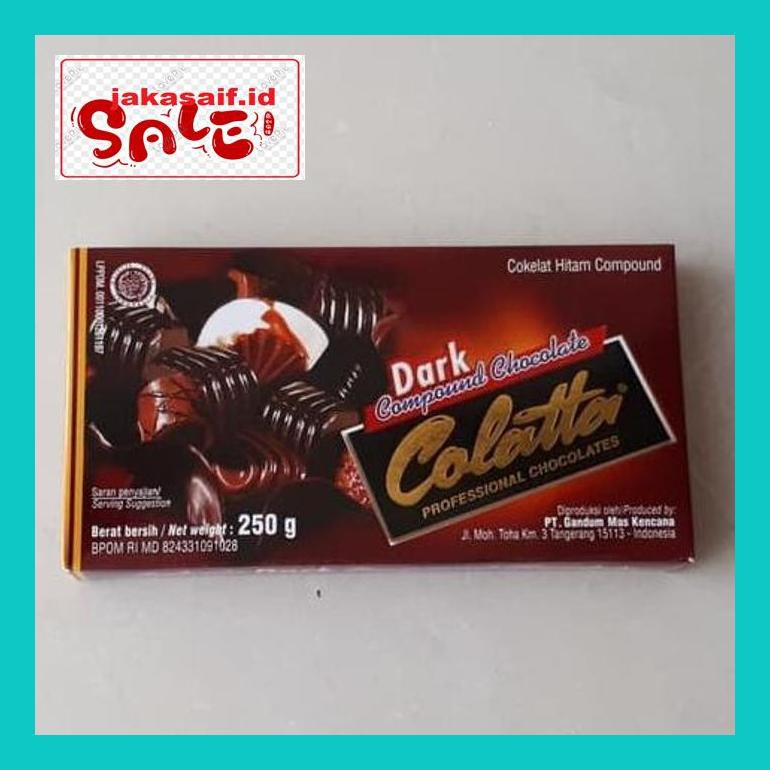 jakasaif.id
SALE!
Cokelat Hitam Compound
Dark
Compound Chocolate
Colatta
PROFESSIONAL CHOCOLATES
Saran penyajian/
Serving Suggestion
Berat bersih / Net weight : 250 g
BPOM RI MD 824331091028
Diproduksi oleh/Produced by:
PT. Gandum Mas Kencana
Jl. Moh. Toha Km. 3 Tangerang 15113 - Indonesia